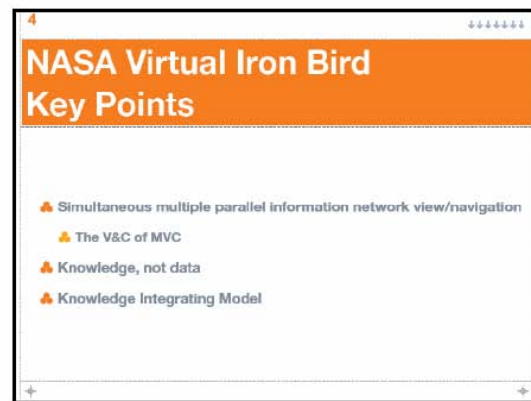 4
NASA Virtual Iron Bird
Key Points
Simultaneous multiple parallel information network view/navigation
The V&C of MVC
Knowledge, not data
Knowledge Integrating Model